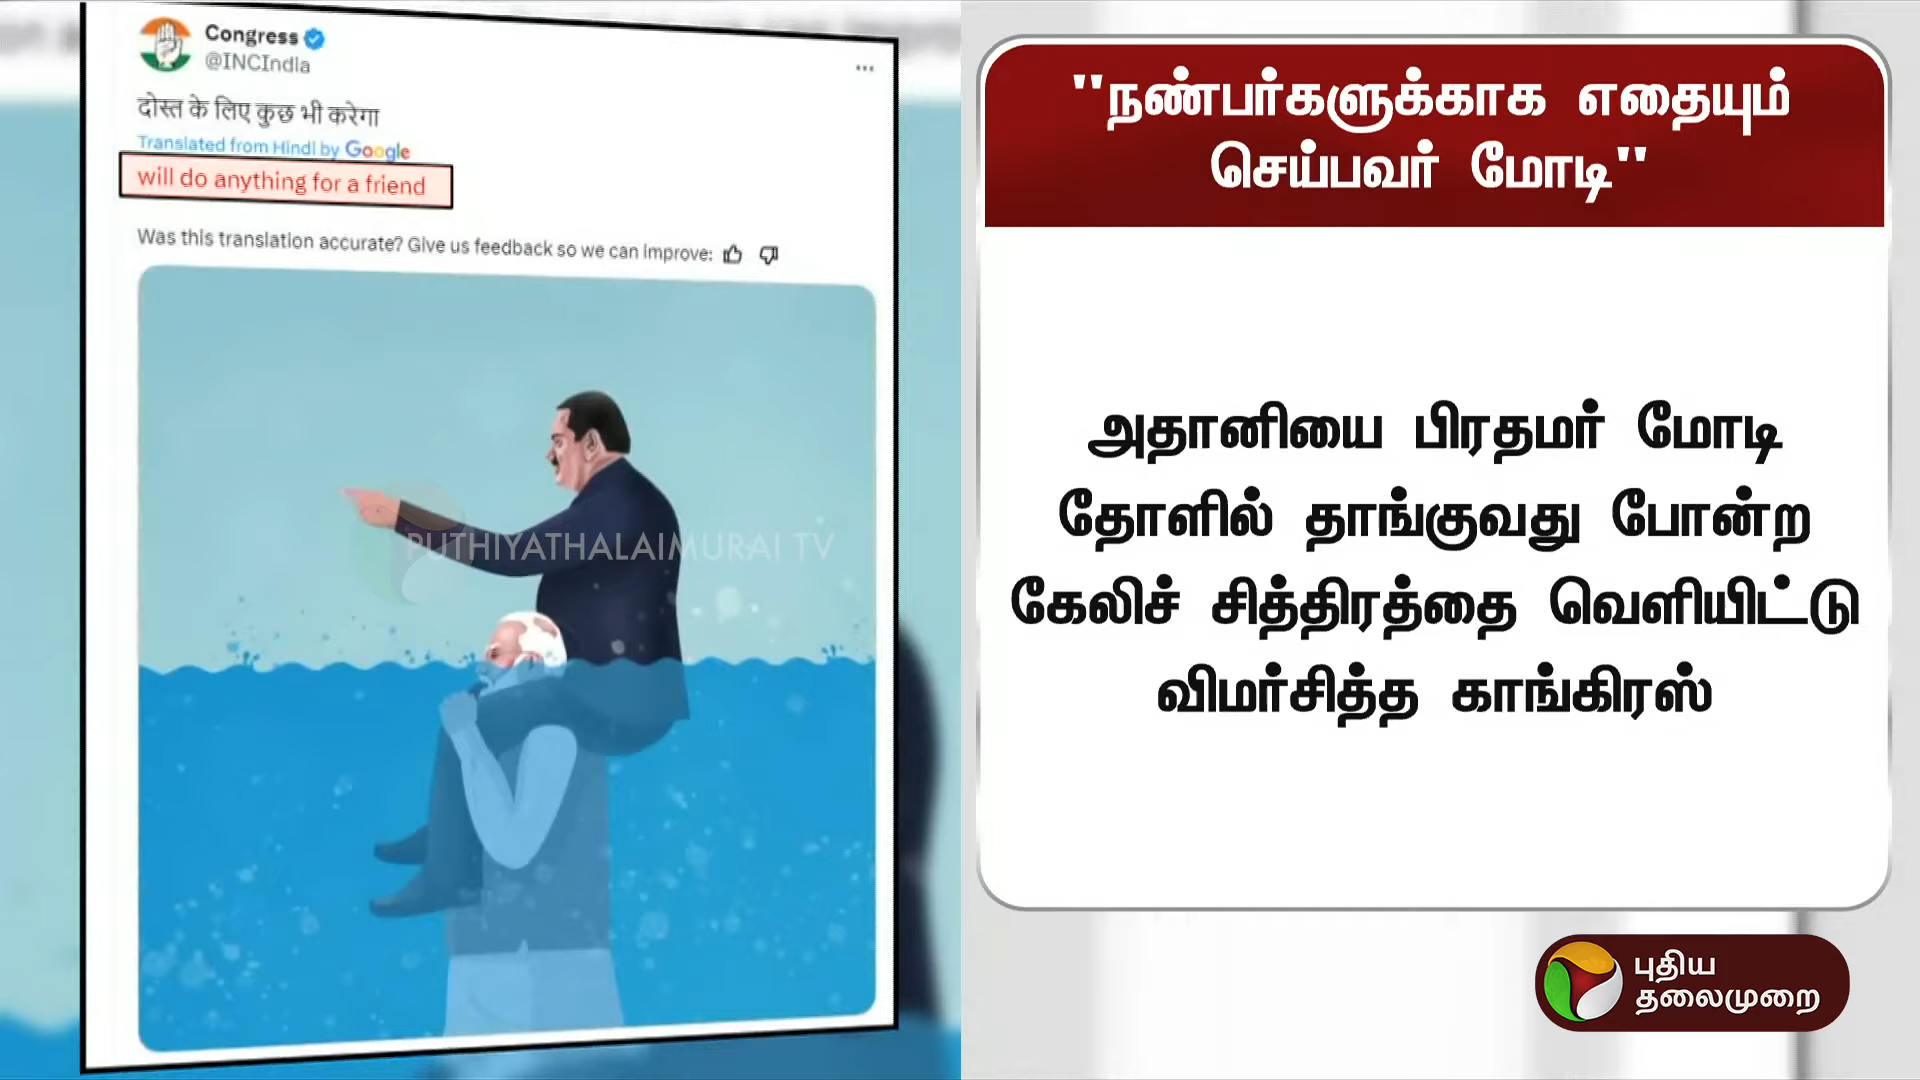 Congress
@INCIndia
दोस्त के लिए कुछ भी करेगा
Translated from Hindi by Google
will do anything for a friend
Was this translation accurate? Give us feedback so we can improve:
PUTHIYATHALAIMURAI TV
"நண்பர்களுக்காக எதையும்
செய்பவர் மோடி"
அதானியை பிரதமர் மோடி
தோளில் தாங்குவது போன்ற
கேலிச் சித்திரத்தை வெளியிட்டு
விமர்சித்த காங்கிரஸ்
புதிய
தலைமுறை